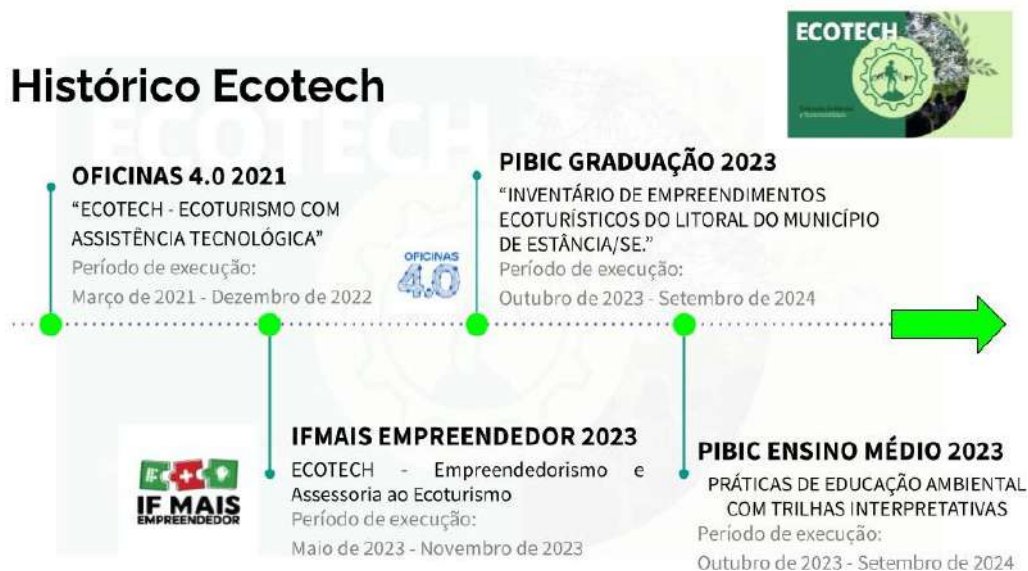 ECOTECH
Histórico Ecotech
ECOTECH
OFICINAS 4.0 2021
“ECOTECH - ECOTURISMO COM
ASSISTÊNCIA TECNOLÓGICA”
Período de execução:
Março de 2021 - Dezembro de 2022
OFICINAS
4.0
PIBIC GRADUAÇÃO 2023
“INVENTÁRIO DE EMPREENDIMENTOS
ECOTURÍSTICOS DO LITORAL DO MUNICÍPIO
DE ESTÂNCIA/SE.”
Período de execução:
Outubro de 2023 - Setembro de 2024
IF MAIS
EMPREENDEDOR
IFMAIS EMPREENDEDOR 2023
ECOTECH - Empreendedorismo e
Assessoria ao Ecoturismo
Período de execução:
Maio de 2023 - Novembro de 2023
PIBIC ENSINO MÉDIO 2023
PRÁTICAS DE EDUCAÇÃO AMBIENTAL
COM TRILHAS INTERPRETATIVAS
Período de execução:
Outubro de 2023 - Setembro de 2024